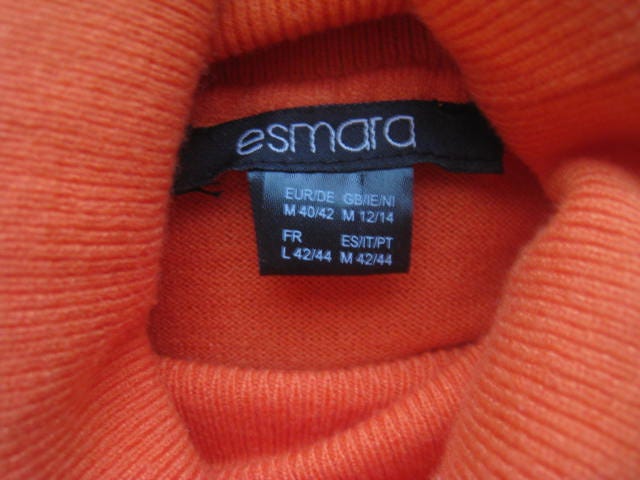 esmara
EUR/DE GB/IE/NI
M 40/42 M 12/14
FR ES/IT/PT
L 42/44 M 42/44